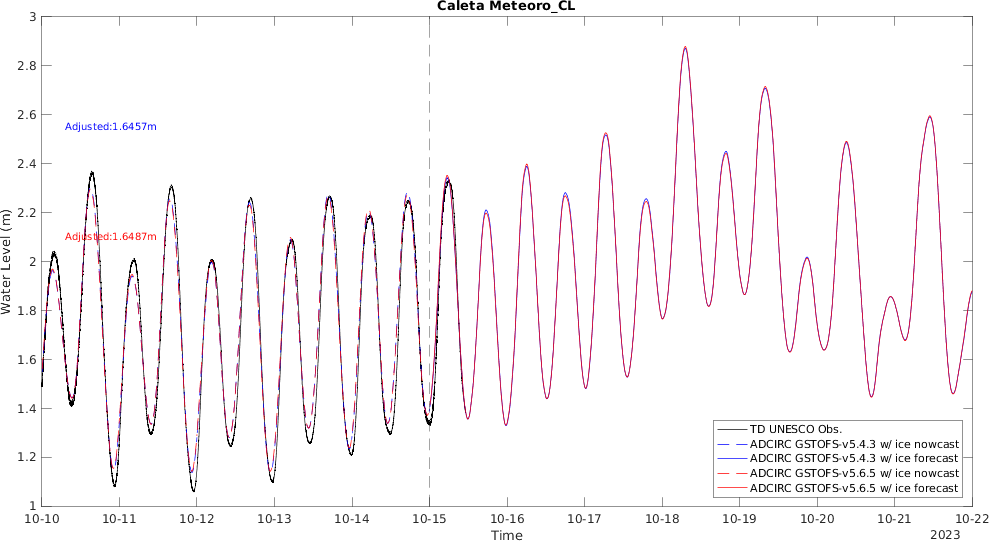 Caleta Meteoro_CL
3
2.8
2.6
2.4
2.2
2
1.8
1.6
1.4
1.2
1
Water Level (m)
Adjusted:1.6457m
Adjusted:1.6487m
TD UNESCO Obs.
ADCIRC GSTOFS-v5.4.3 w/ ice nowcast
ADCIRC GSTOFS-v5.4.3 w/ ice forecast
ADCIRC GSTOFS-v5.6.5 w/ ice nowcast
ADCIRC GSTOFS-v5.6.5 w/ ice forecast
10-10 10-11 10-12 10-13 10-14 10-15 10-16 10-17 10-18 10-19 10-20 10-21 10-22
Time
2023